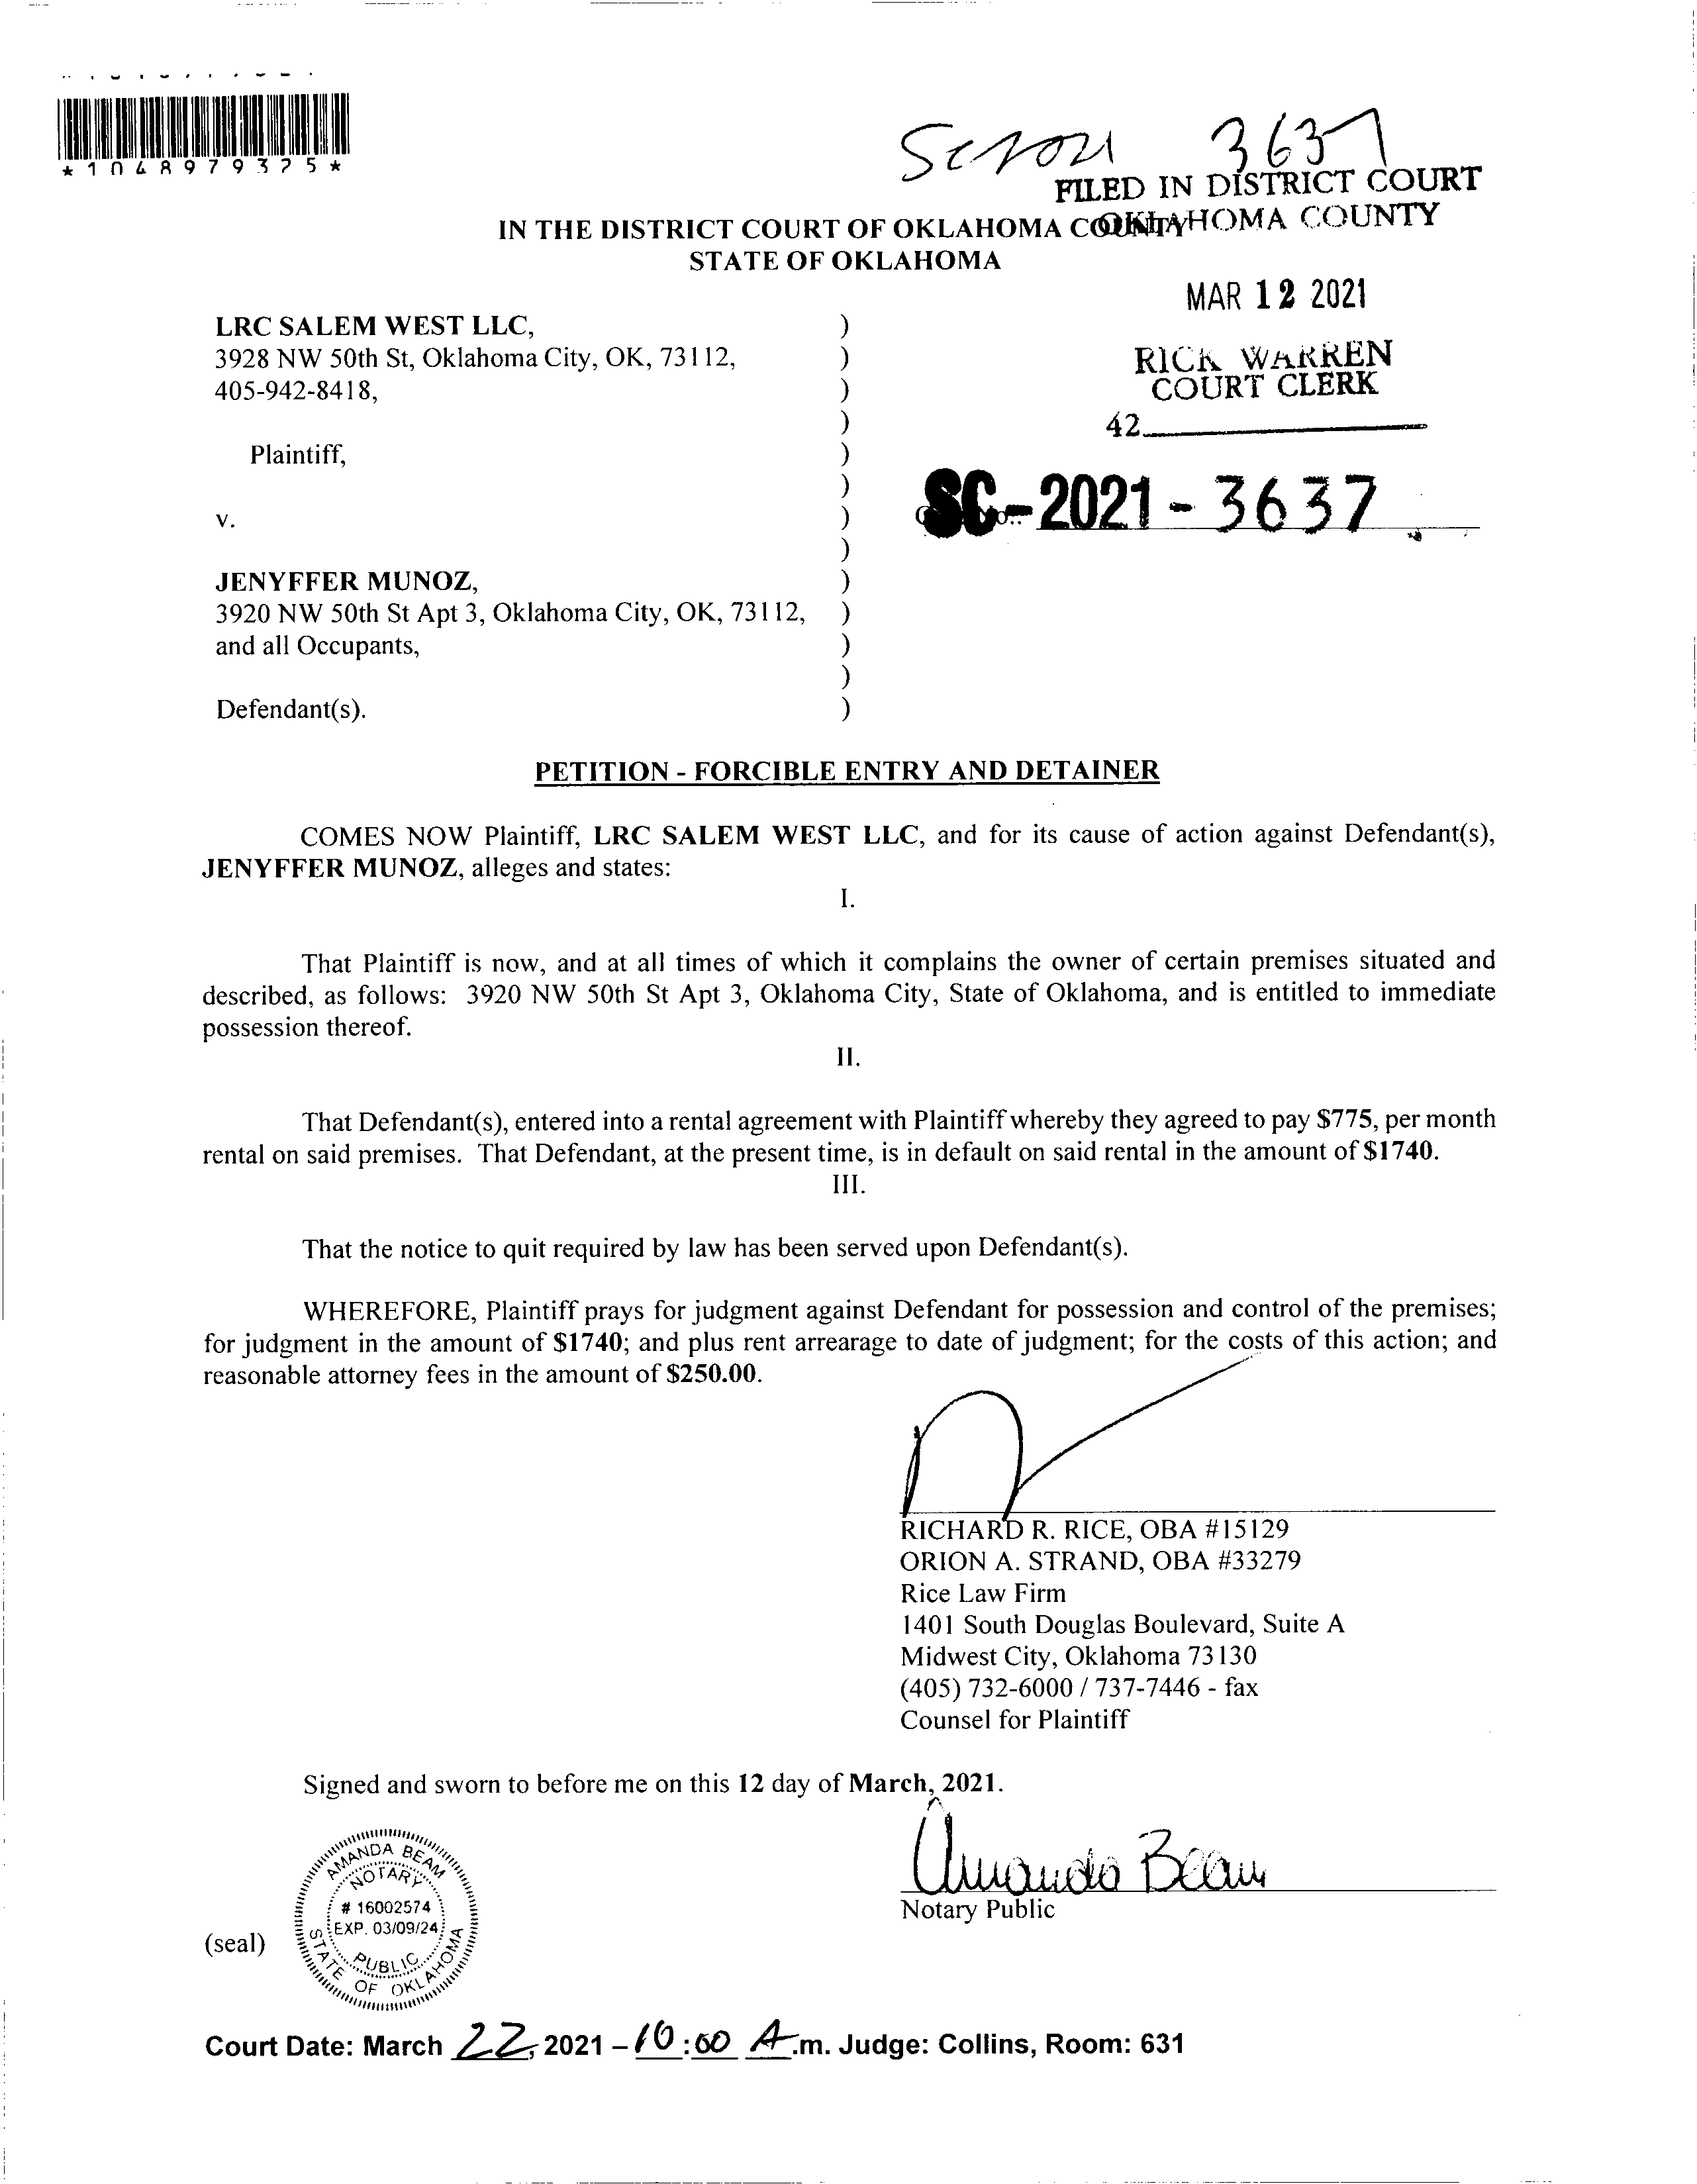 *1048979325*
SC2021 3637
FILED IN DISTRICT COURT
OKLAHOMA COUNTY
IN THE DISTRICT COURT OF OKLAHOMA COUNTY
STATE OF OKLAHOMA
MAR 12 2021
RICK WARREN
COURT CLERK
42
LRC SALEM WEST LLC, )
3928 NW 50th St, Oklahoma City, OK, 73112, )
405-942-8418, )
)
Plaintiff, )
)
v. )
)
SC-2021-3637
JENYFFER MUNOZ, )
3920 NW 50th St Apt 3, Oklahoma City, OK, 73112, )
and all Occupants, )
)
Defendant(s). )
PETITION - FORCIBLE ENTRY AND DETAINER
COMES NOW Plaintiff, LRC SALEM WEST LLC, and for its cause of action against Defendant(s),
JENYFFER MUNOZ, alleges and states:
I.
That Plaintiff is now, and at all times of which it complains the owner of certain premises situated and
described, as follows: 3920 NW 50th St Apt 3, Oklahoma City, State of Oklahoma, and is entitled to immediate
possession thereof.
II.
That Defendant(s), entered into a rental agreement with Plaintiff whereby they agreed to pay $775, per month
rental on said premises. That Defendant, at the present time, is in default on said rental in the amount of $1740.
III.
That the notice to quit required by law has been served upon Defendant(s).
WHEREFORE, Plaintiff prays for judgment against Defendant for possession and control of the premises;
for judgment in the amount of $1740; and plus rent arrearage to date of judgment; for the costs of this action; and
reasonable attorney fees in the amount of $250.00.
RICHARD R. RICE, OBA #15129
ORION A. STRAND, OBA #33279
Rice Law Firm
1401 South Douglas Boulevard, Suite A
Midwest City, Oklahoma 73130
(405) 732-6000 / 737-7446 - fax
Counsel for Plaintiff
Signed and sworn to before me on this 12 day of March, 2021.
Amanda Beam
Notary Public
(seal)
AMANDA BEAM
NOTARY
# 16002574
EXP. 03/09/24
PUBLIC
STATE OF OKLAHOMA
Court Date: March 22, 2021 – 10:00 A.m. Judge: Collins, Room: 631